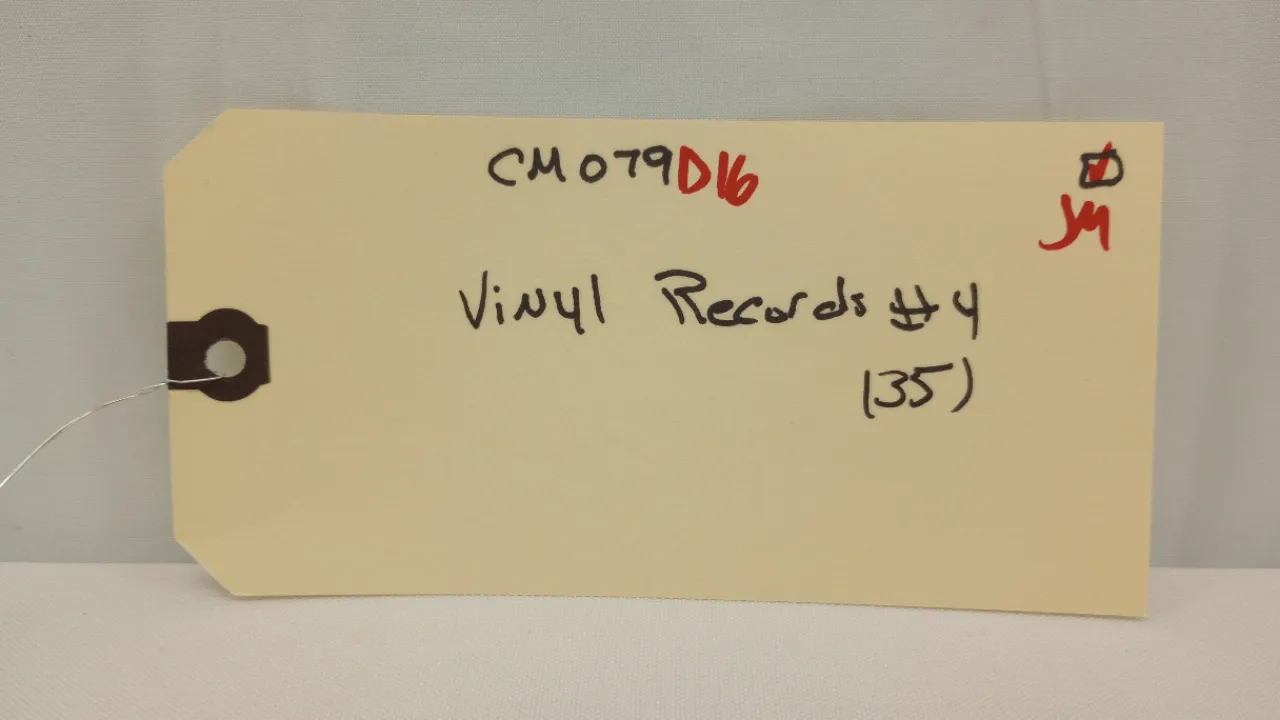 CM079D16
JM
Vinyl Records #4
(35)